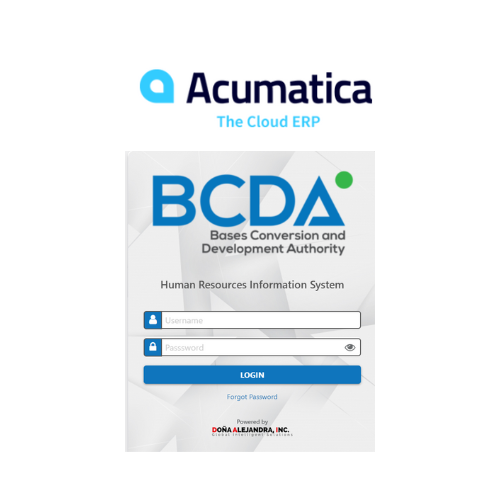 Acumatica
The Cloud ERP
BCDA
Bases Conversion and
Development Authority
Human Resources Information System
Username
Passsword
LOGIN
Forgot Password
Powered by
DOÑA ALEJANDRA, INC.
Global Intelligent Solutions